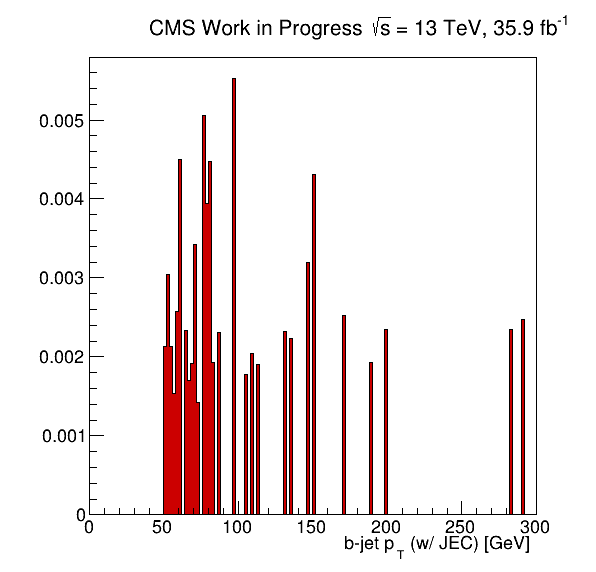 CMS Work in Progress √s = 13 TeV, 35.9 fb⁻¹
0.005
0.004
0.003
0.002
0.001
0
0 50 100 150 200 250 300
b-jet p_T (w/ JEC) [GeV]